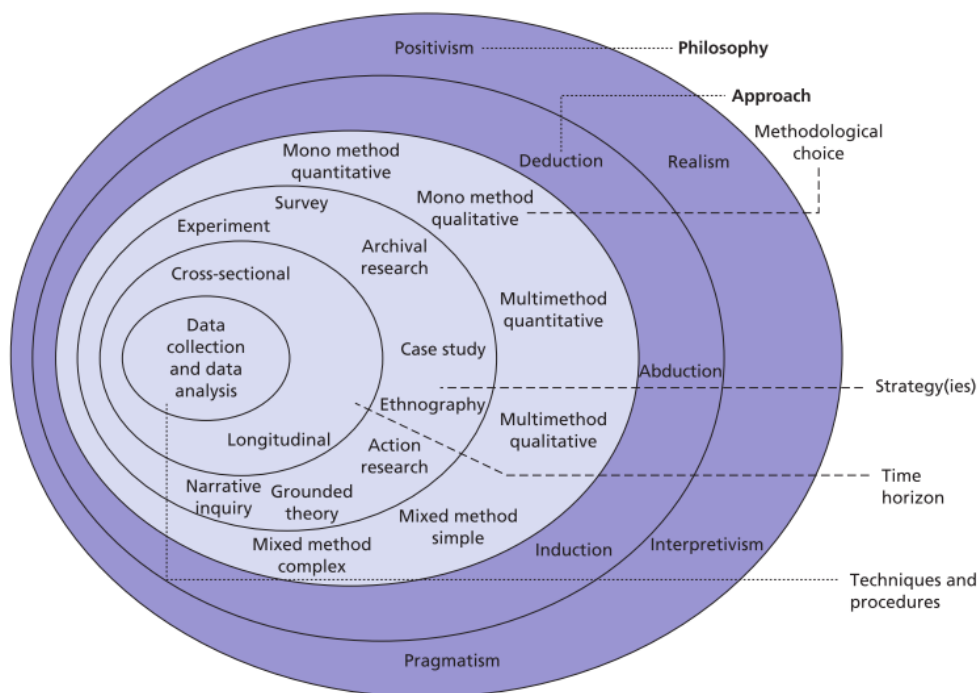 Positivism
Philosophy
Approach
Methodological
choice
Mono method
quantitative
Deduction
Realism
Mono method
qualitative
Survey
Experiment
Archival
research
Cross-sectional
Multimethod
quantitative
Data
collection
and data
analysis
Case study
Abduction
Strategy(ies)
Ethnography
Multimethod
qualitative
Longitudinal
Action
research
Time
horizon
Narrative
inquiry
Grounded
theory
Mixed method
simple
Mixed method
complex
Induction
Interpretivism
Techniques and
procedures
Pragmatism